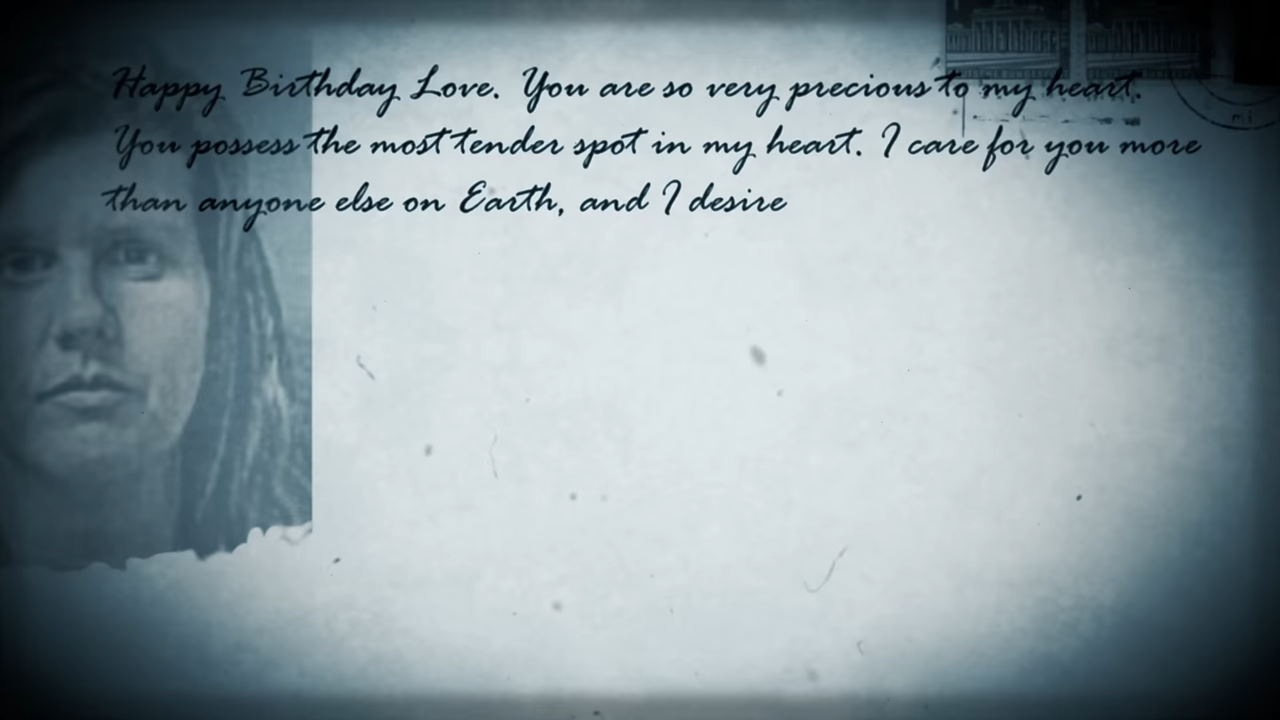 Happy Birthday Love. You are so very precious to my heart.
You possess the most tender spot in my heart. I care for you more
than anyone else on Earth, and I desire